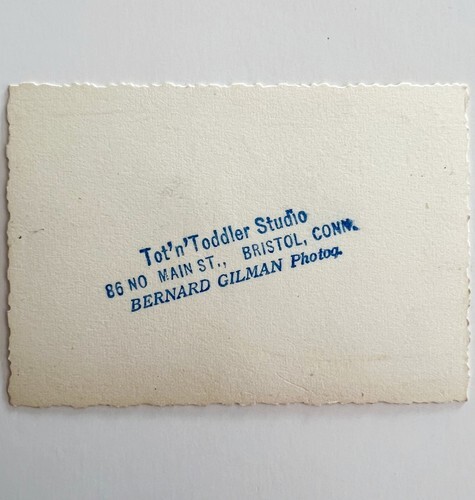 Tot'n'Toddler Studio
86 NO MAIN ST., BRISTOL, CONN.
BERNARD GILMAN Photog.